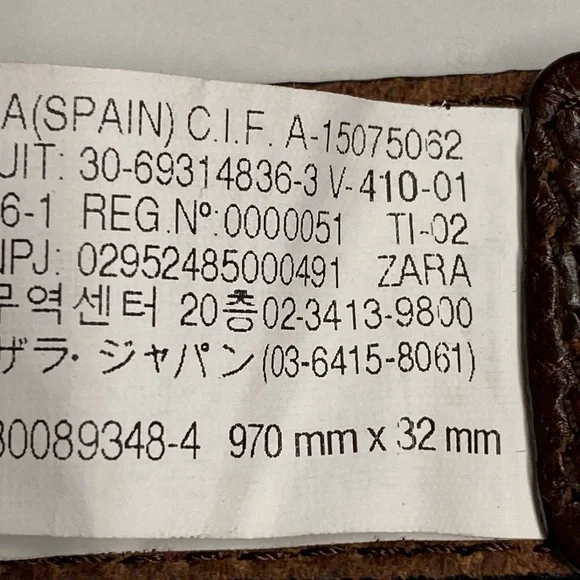 A(SPAIN) C.I.F. A-15075062
UIT: 30-69314836-3 V-410-01
6-1 REG.Nº:0000051 TI-02
NPJ: 02952485000491 ZARA
무역센터 20층02-3413-9800
ザラ・ジャパン(03-6415-8061)
80089348-4 970 mm x 32 mm